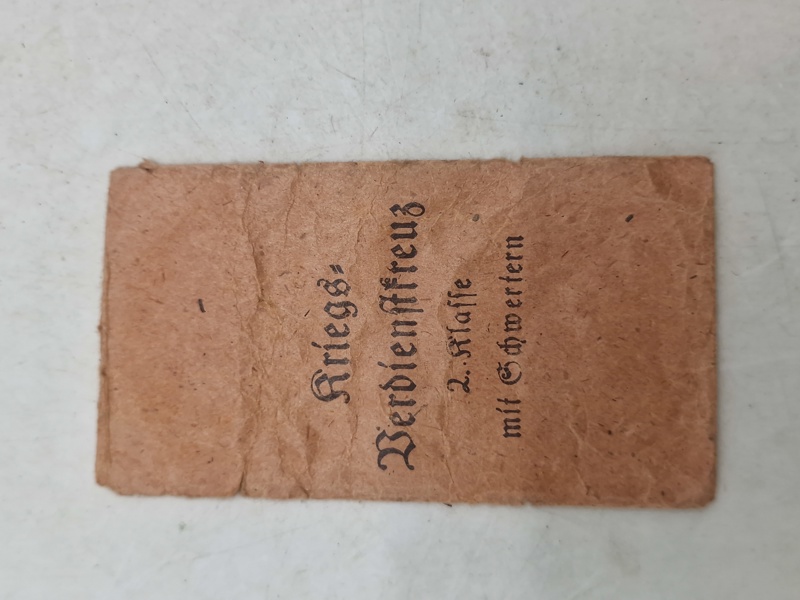 Kriegs=
Verdienstkreuz
2. Klasse
mit Schwertern